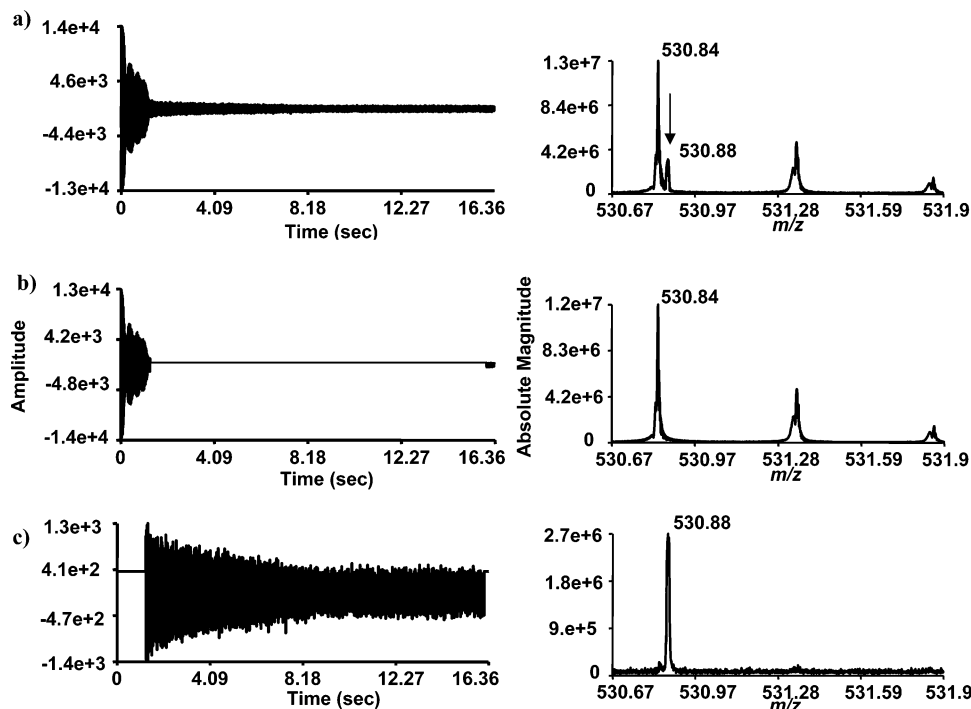 a)
1.4e+4
4.6e+3
-4.4e+3
-1.3e+4
0 4.09 8.18 12.27 16.36
Time (sec)
530.84
530.88
1.3e+7
8.4e+6
4.2e+6
0
530.67 530.97 531.28 531.59 531.9
m/z
b)
Amplitude
1.3e+4
4.2e+3
-4.8e+3
-1.4e+4
0 4.09 8.18 12.27 16.36
Time (sec)
Absolute Magnitude
530.84
1.2e+7
8.3e+6
4.2e+6
0
530.67 530.97 531.28 531.59 531.9
m/z
c)
1.3e+3
4.1e+2
-4.7e+2
-1.4e+3
0 4.09 8.18 12.27 16.36
Time (sec)
530.88
2.7e+6
1.8e+6
9.e+5
0
530.67 530.97 531.28 531.59 531.9
m/z